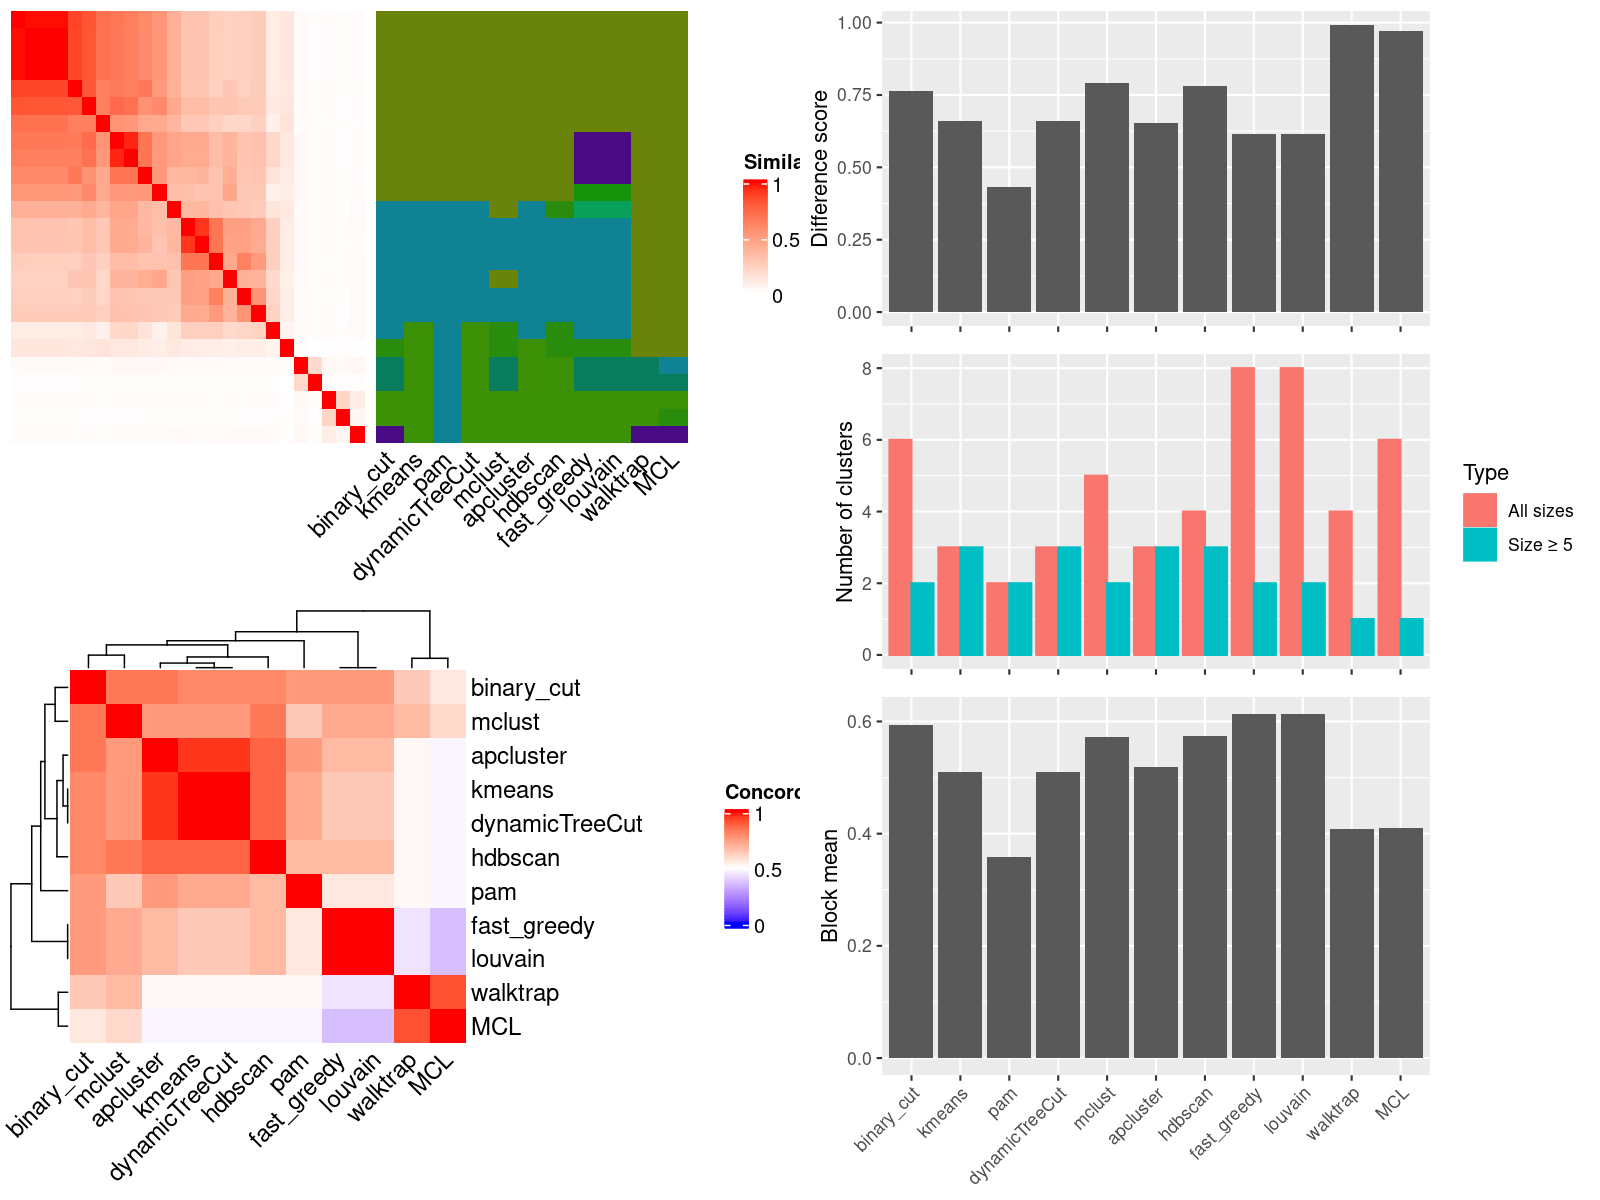 Simila
1
0.5
0
binary_cut
kmeans
pam
dynamicTreeCut
mclust
apcluster
hdbscan
fast_greedy
louvain
walktrap
MCL
binary_cut
mclust
apcluster
kmeans
dynamicTreeCut
hdbscan
pam
fast_greedy
louvain
walktrap
MCL
binary_cut
mclust
apcluster
kmeans
dynamicTreeCut
hdbscan
pam
fast_greedy
louvain
walktrap
MCL
Concord
1
0.5
0
Difference score
1.00
0.75
0.50
0.25
0.00
Number of clusters
8
6
4
2
0
Type
All sizes
Size ≥ 5
Block mean
0.6
0.4
0.2
0.0
binary_cut
kmeans
pam
dynamicTreeCut
mclust
apcluster
hdbscan
fast_greedy
louvain
walktrap
MCL